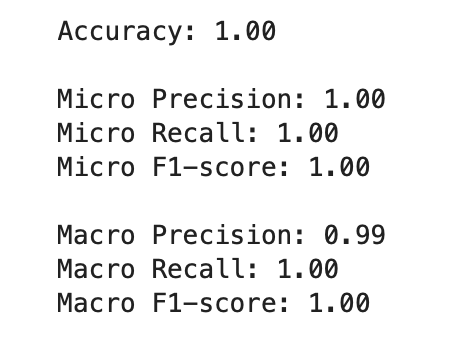 Accuracy: 1.00
Micro Precision: 1.00
Micro Recall: 1.00
Micro F1-score: 1.00
Macro Precision: 0.99
Macro Recall: 1.00
Macro F1-score: 1.00